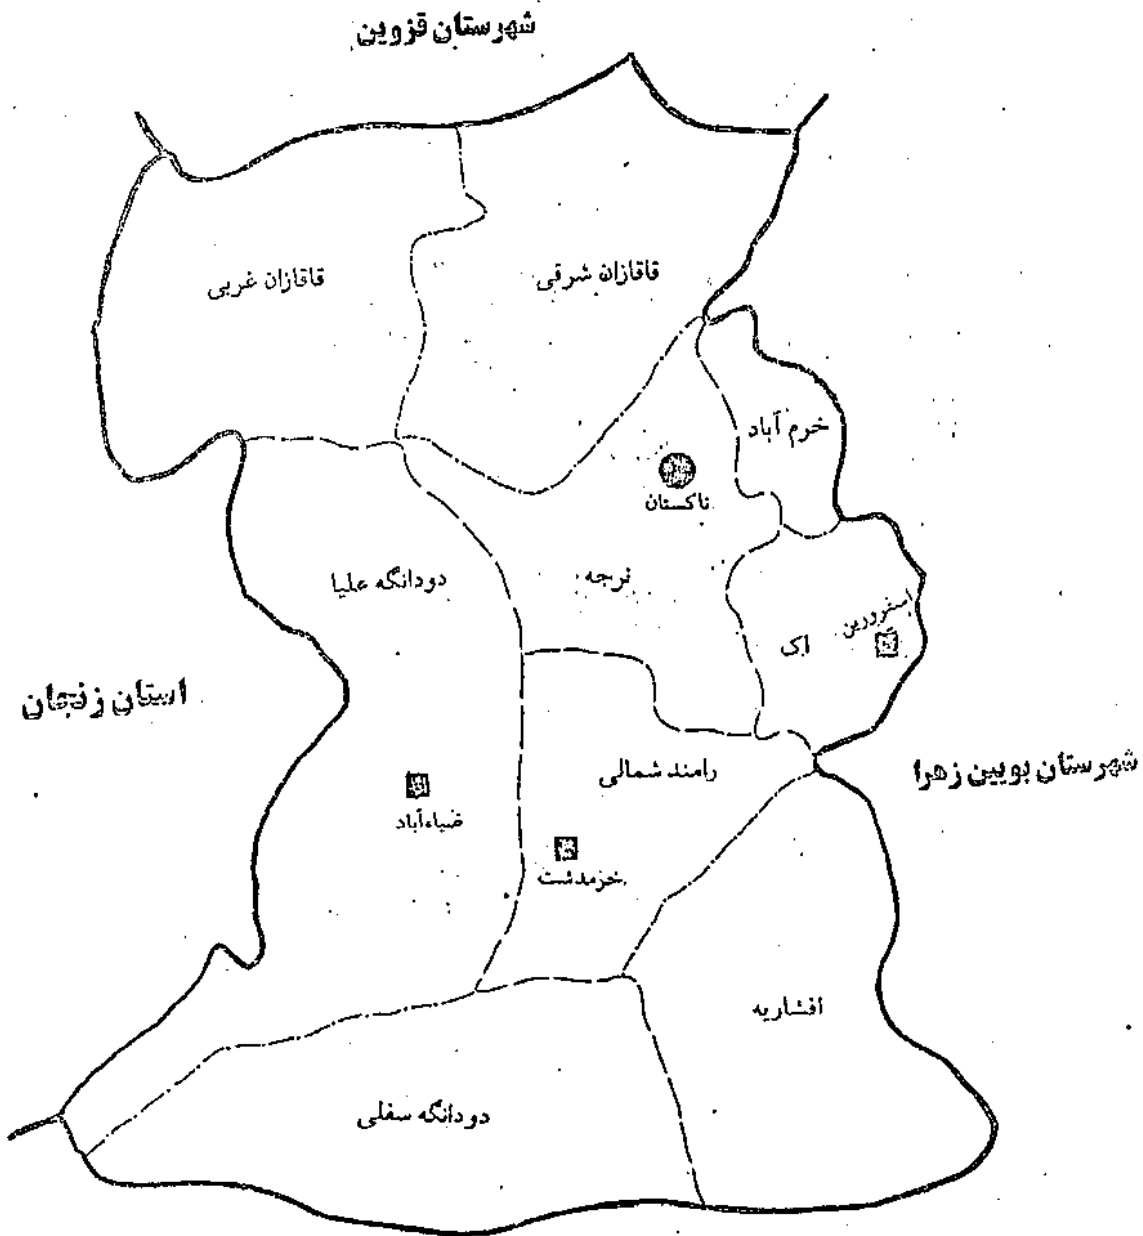 شهرستان قزوین
قاقازان شرقی
قاقازان غربی
خرم آباد
تاکستان
نرجه
دودانگه علیا
اسفرورین
اک
استان زنجان
رامند شمالی
شهرستان بویین زهرا
ضیاءآباد
خرمدشت
افشاریه
دودانگه سفلی